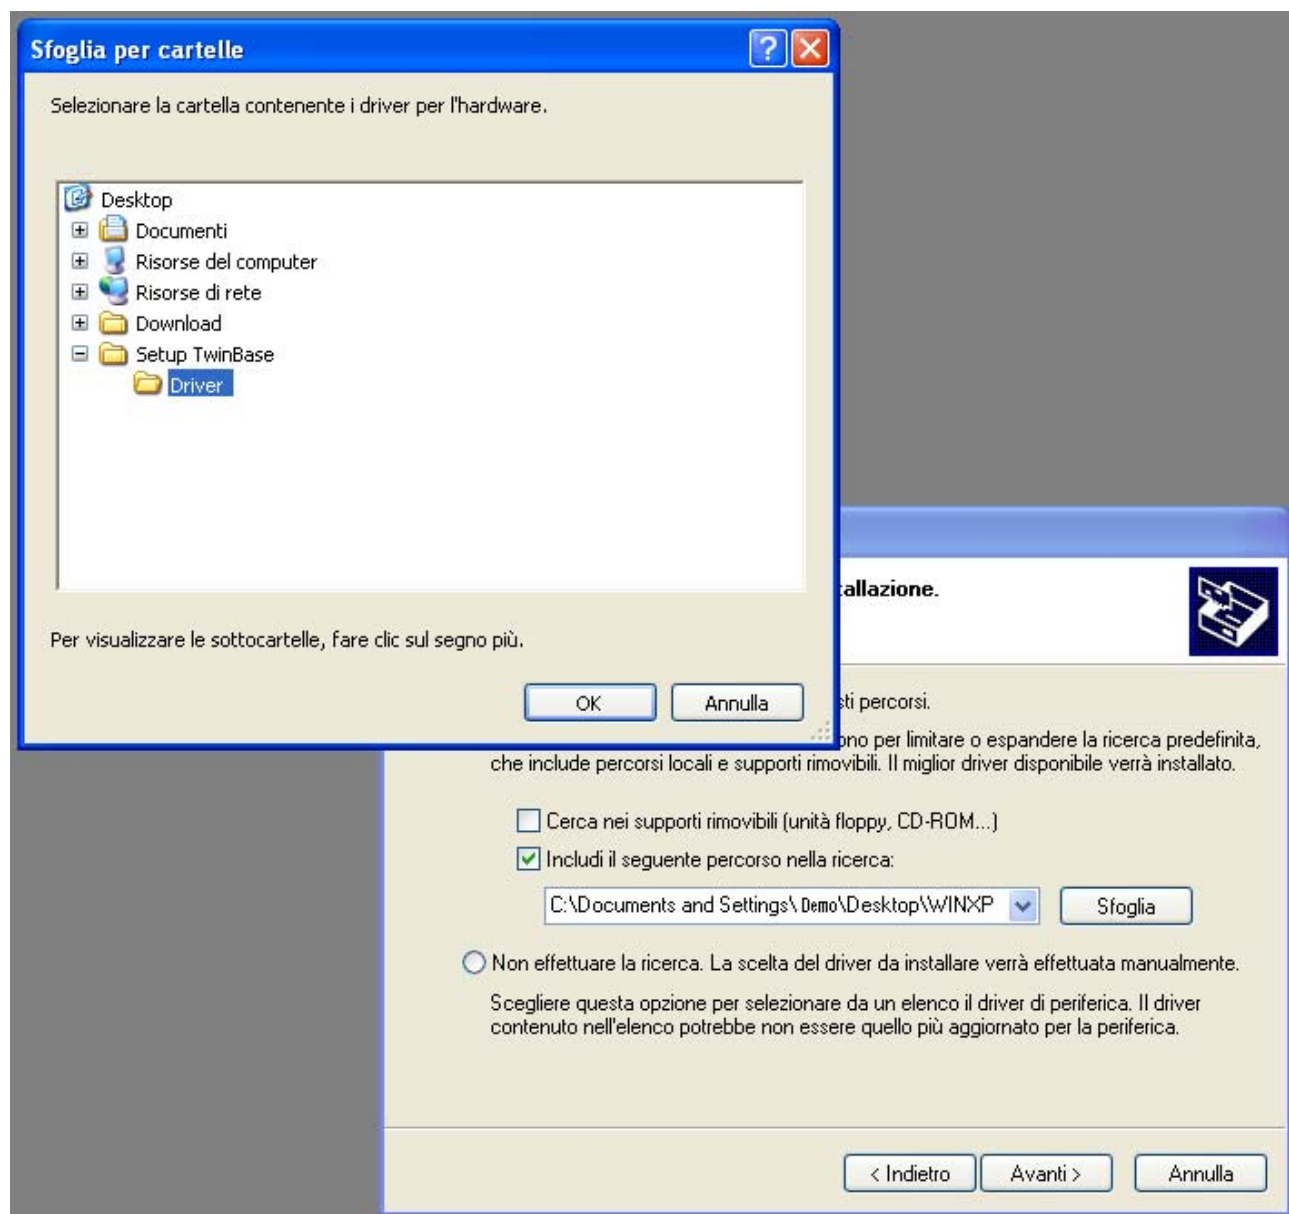 Sfoglia per cartelle
Selezionare la cartella contenente i driver per l'hardware.
Desktop
Documenti
Risorse del computer
Risorse di rete
Download
Setup TwinBase
Driver
Per visualizzare le sottocartelle, fare clic sul segno più.
OK Annulla
allazione.
sti percorsi.
ono per limitare o espandere la ricerca predefinita,
che include percorsi locali e supporti rimovibili. Il miglior driver disponibile verrà installato.
Cerca nei supporti rimovibili (unità floppy, CD-ROM...)
Includi il seguente percorso nella ricerca:
C:\Documents and Settings\Demo\Desktop\WINXP Sfoglia
Non effettuare la ricerca. La scelta del driver da installare verrà effettuata manualmente.
Scegliere questa opzione per selezionare da un elenco il driver di periferica. Il driver
contenuto nell'elenco potrebbe non essere quello più aggiornato per la periferica.
< Indietro Avanti > Annulla